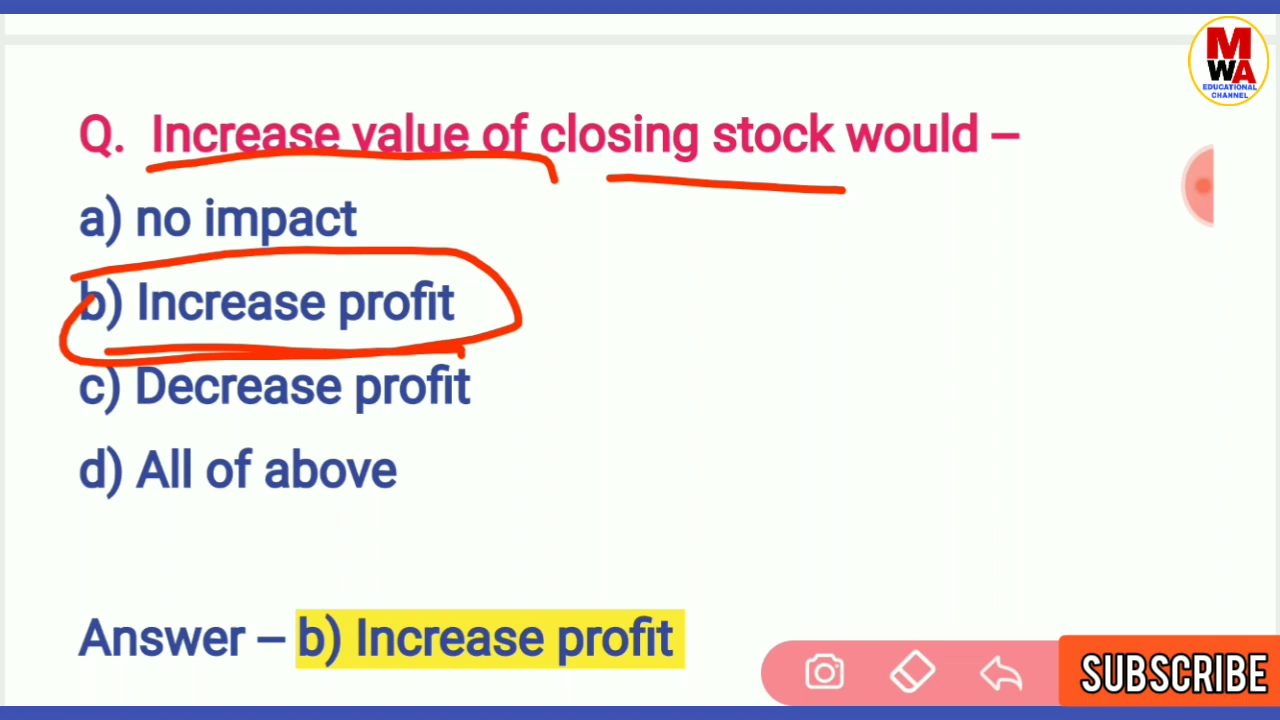 MWA
EDUCATIONAL
CHANNEL
Q. Increase value of closing stock would –
a) no impact
b) Increase profit
c) Decrease profit
d) All of above
Answer – b) Increase profit
SUBSCRIBE